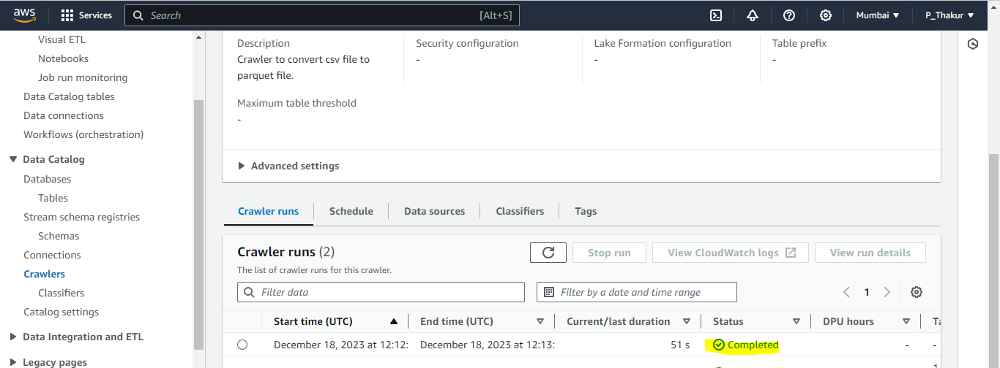 aws Services Search [Alt+S] Mumbai P_Thakur
Visual ETL
Notebooks
Job run monitoring
Data Catalog tables
Data connections
Workflows (orchestration)
Data Catalog
Databases
Tables
Stream schema registries
Schemas
Connections
Crawlers
Classifiers
Catalog settings
Data Integration and ETL
Legacy pages
Description Security configuration Lake Formation configuration Table prefix
Crawler to convert csv file to - - -
parquet file.
Maximum table threshold
-
Advanced settings
Crawler runs Schedule Data sources Classifiers Tags
Crawler runs (2) Stop run View CloudWatch logs View run details
The list of crawler runs for this crawler.
Filter data Filter by a date and time range 1
Start time (UTC) End time (UTC) Current/last duration Status DPU hours Ta
December 18, 2023 at 12:12: December 18, 2023 at 12:13: 51 s Completed - -